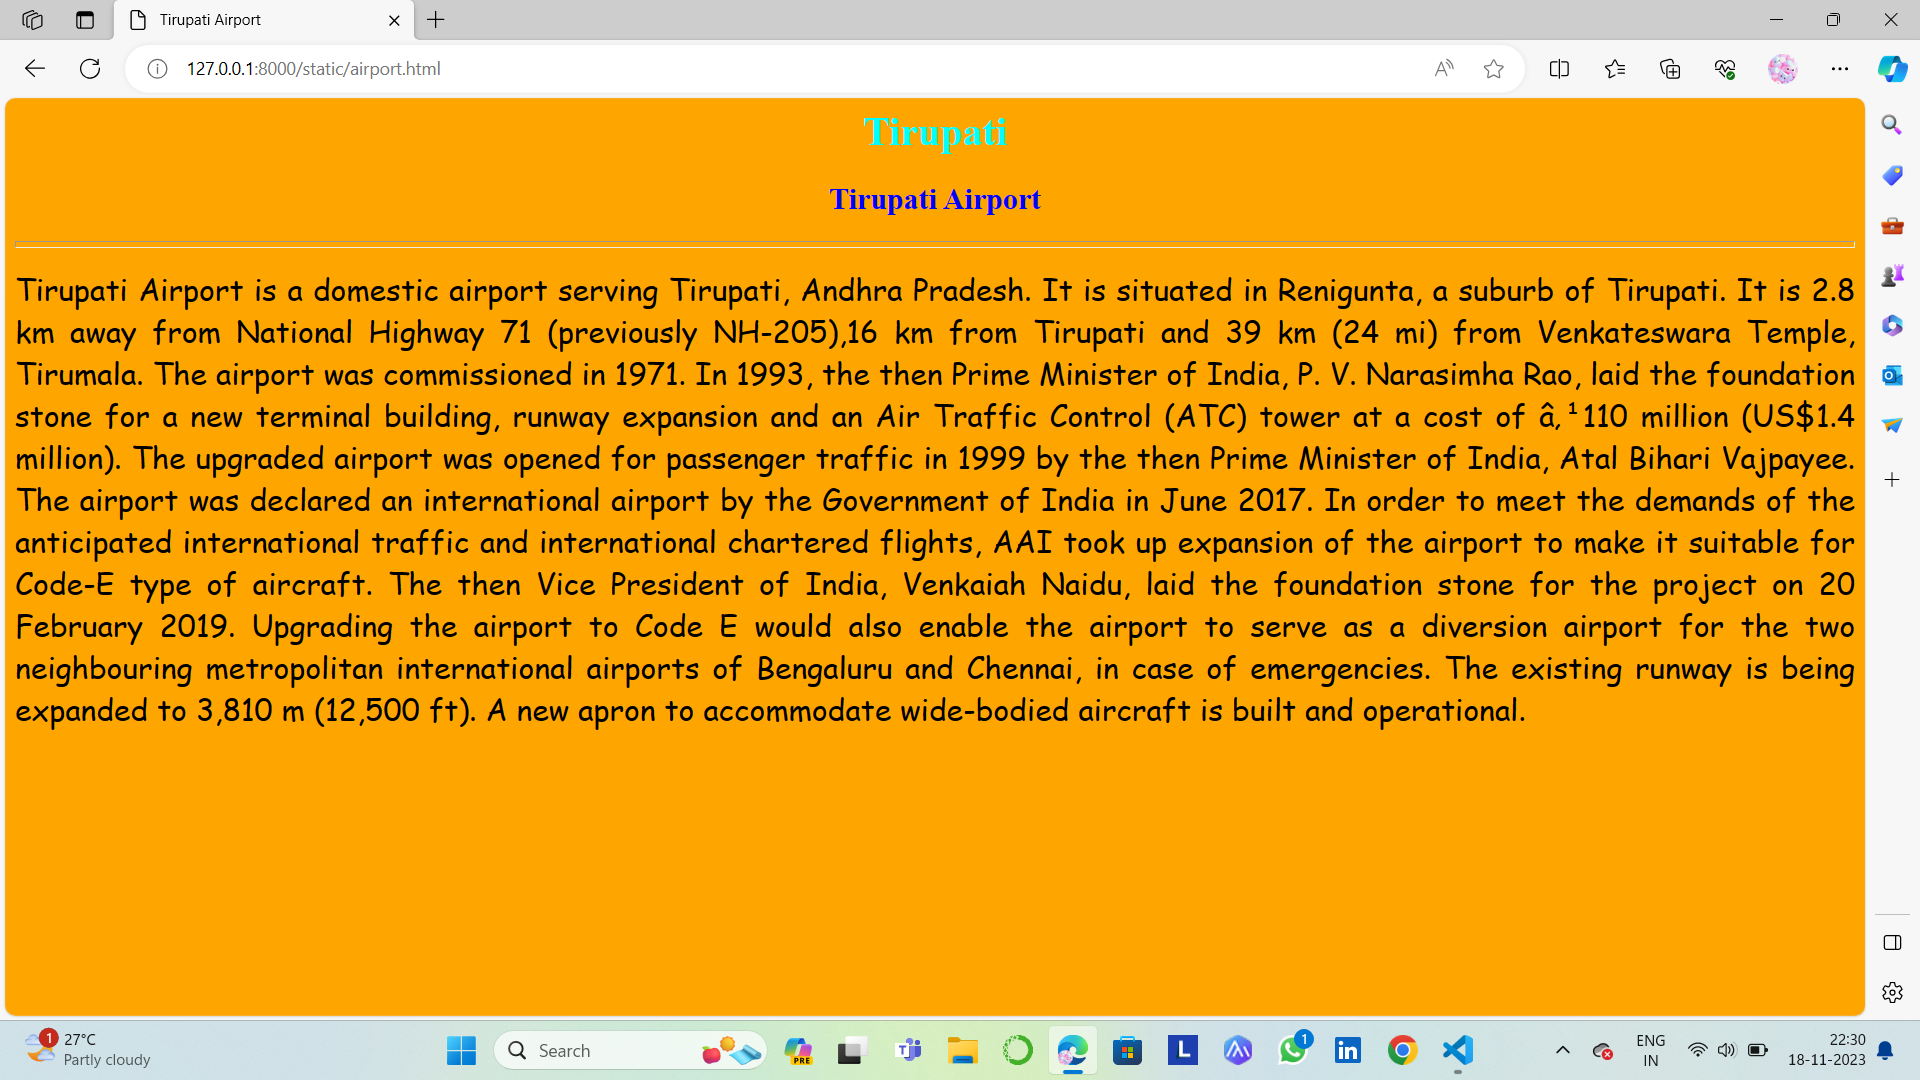 Tirupati Airport
127.0.0.1:8000/static/airport.html
Tirupati
Tirupati Airport
Tirupati Airport is a domestic airport serving Tirupati, Andhra Pradesh. It is situated in Renigunta, a suburb of Tirupati. It is 2.8
km away from National Highway 71 (previously NH-205),16 km from Tirupati and 39 km (24 mi) from Venkateswara Temple,
Tirumala. The airport was commissioned in 1971. In 1993, the then Prime Minister of India, P. V. Narasimha Rao, laid the foundation
stone for a new terminal building, runway expansion and an Air Traffic Control (ATC) tower at a cost of â‚¹110 million (US$1.4
million). The upgraded airport was opened for passenger traffic in 1999 by the then Prime Minister of India, Atal Bihari Vajpayee.
The airport was declared an international airport by the Government of India in June 2017. In order to meet the demands of the
anticipated international traffic and international chartered flights, AAI took up expansion of the airport to make it suitable for
Code-E type of aircraft. The then Vice President of India, Venkaiah Naidu, laid the foundation stone for the project on 20
February 2019. Upgrading the airport to Code E would also enable the airport to serve as a diversion airport for the two
neighbouring metropolitan international airports of Bengaluru and Chennai, in case of emergencies. The existing runway is being
expanded to 3,810 m (12,500 ft). A new apron to accommodate wide-bodied aircraft is built and operational.
1
27°C
Partly cloudy
Search
PRE
L
1
ENG
IN
22:30
18-11-2023